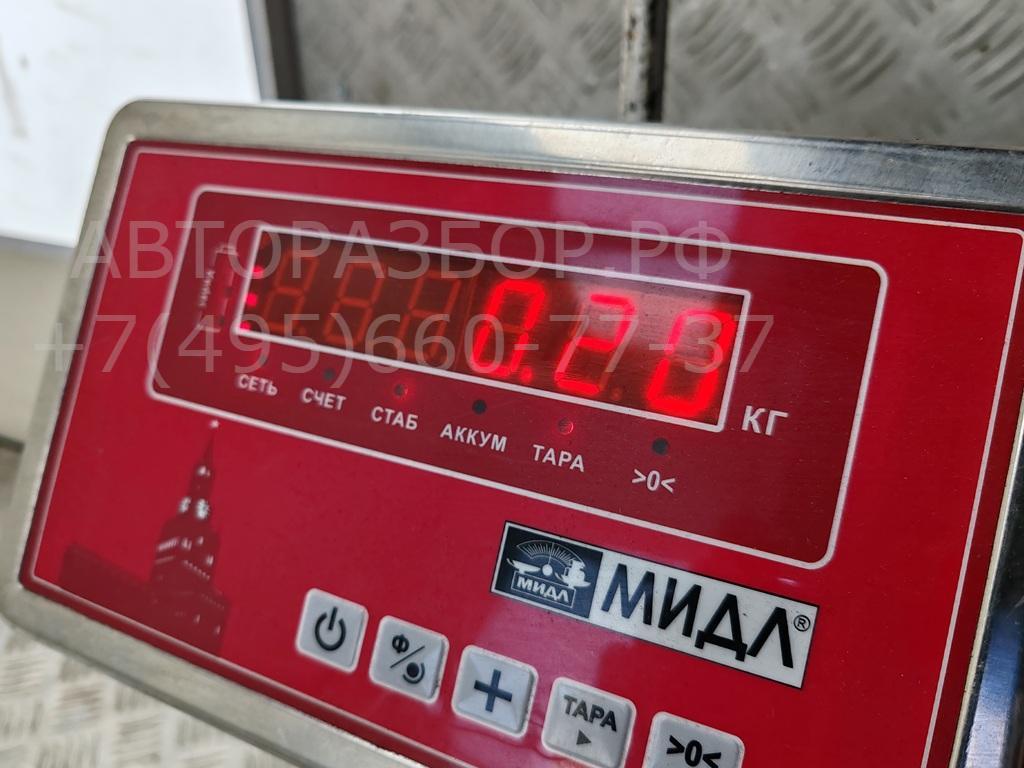 АВТОРАЗБОР.РФ
0.20
+7(495)660-77-37
КГ
СЕТЬ СЧЕТ СТАБ АККУМ ТАРА >0<
МИДЛ МИДЛ®
Ф
ТАРА
>0<